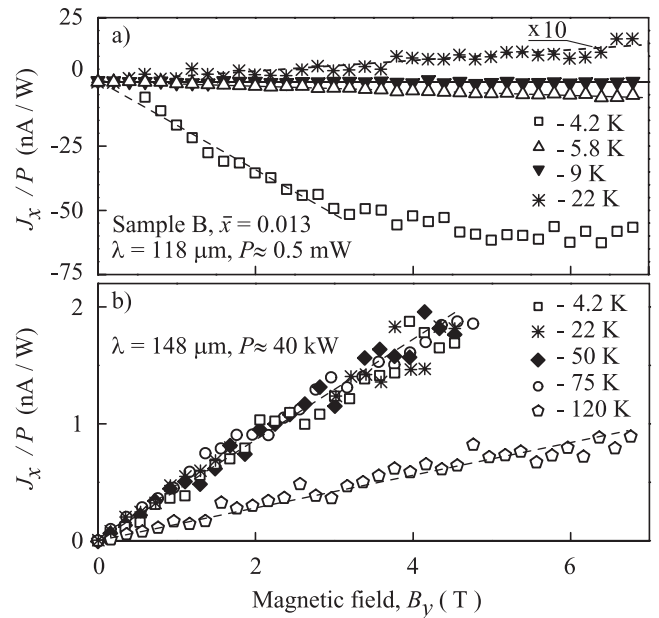 a)
x10
25
0
-25
-50
-75
J_x / P (nA / W)
- 4.2 K
- 5.8 K
- 9 K
- 22 K
Sample B, x̄ = 0.013
λ = 118 μm, P≈ 0.5 mW
b)
2
1
0
J_x / P (nA / W)
λ = 148 μm, P≈ 40 kW
- 4.2 K
- 22 K
- 50 K
- 75 K
- 120 K
0 2 4 6
Magnetic field, B_y ( T )